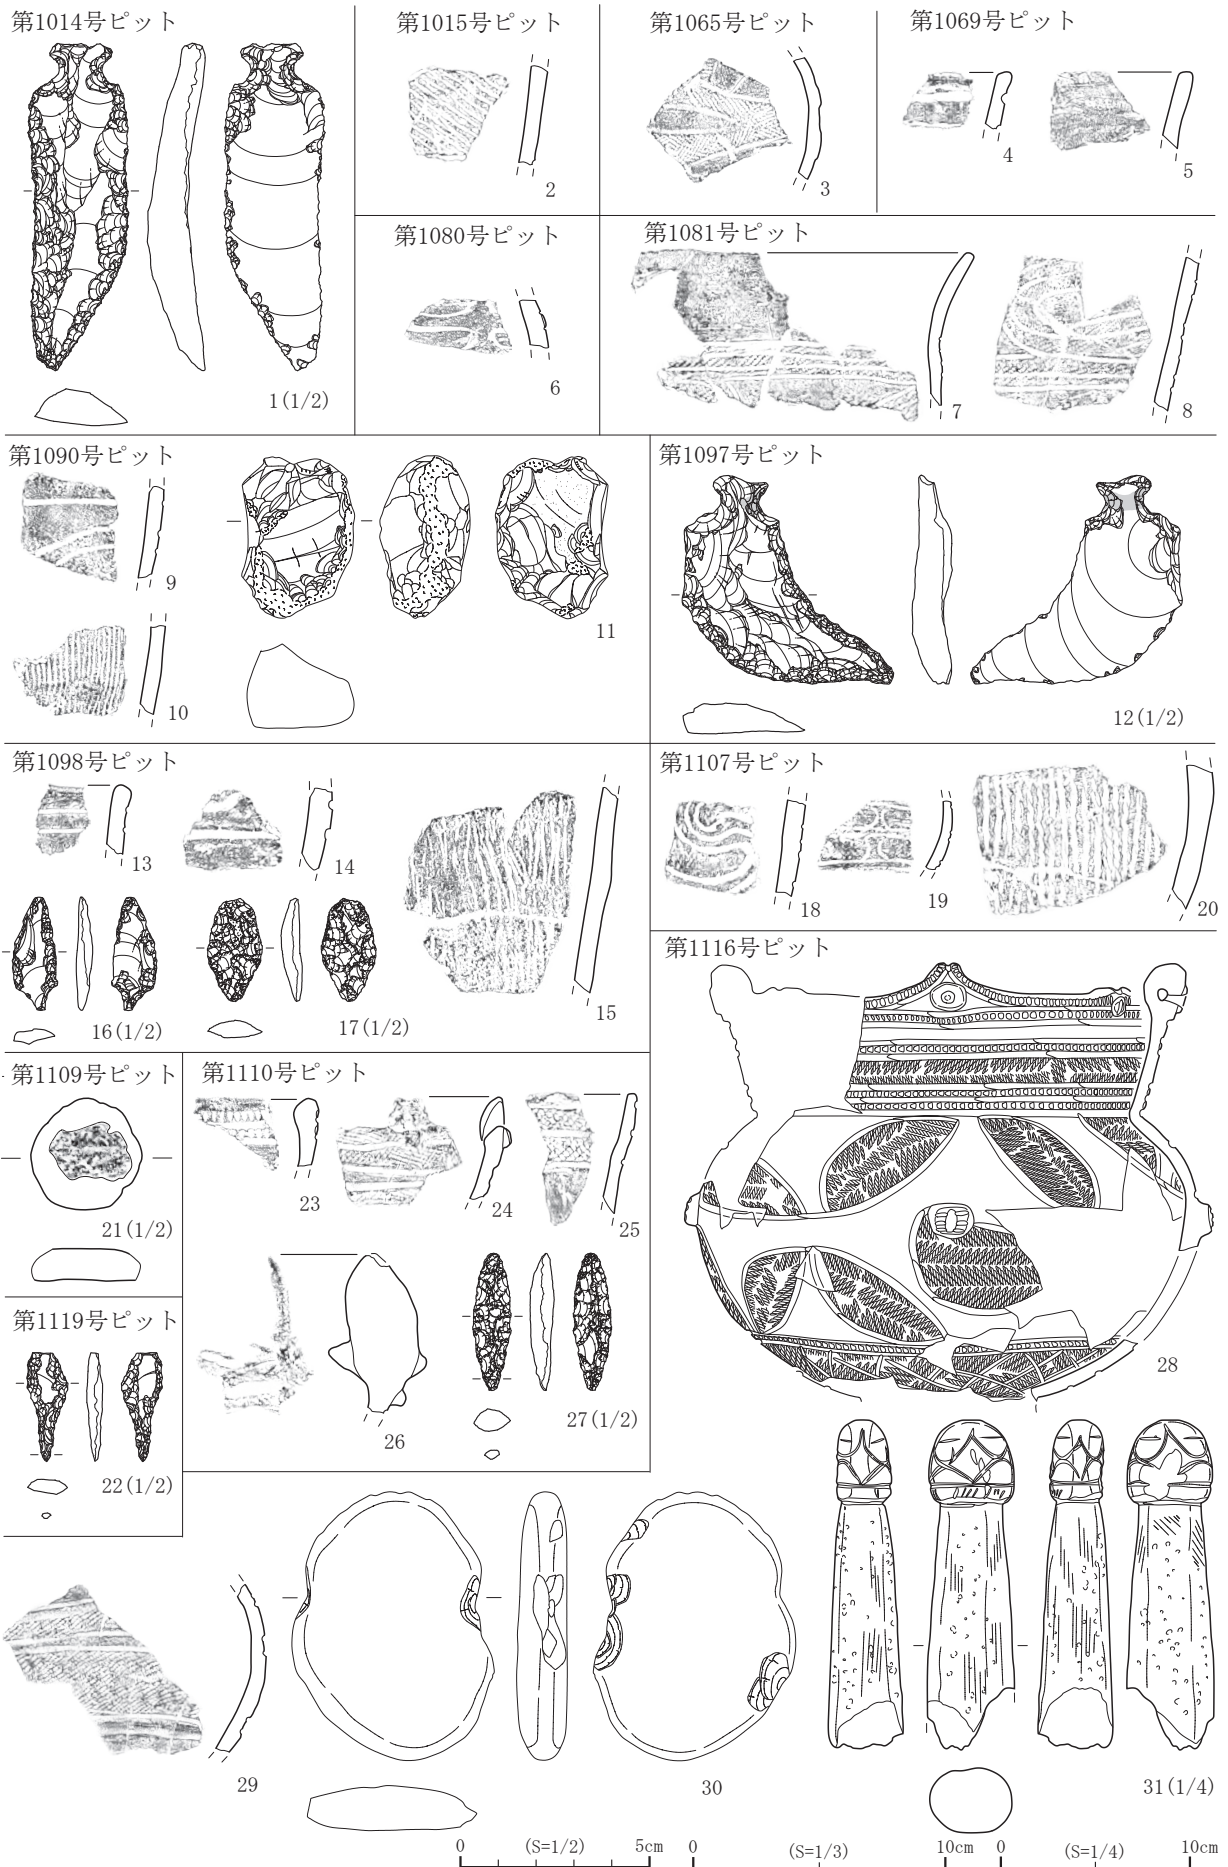 第1014号ピット
1(1/2)
第1015号ピット
2
第1065号ピット
3
第1069号ピット
4
5
第1080号ピット
6
第1081号ピット
7
8
第1090号ピット
9
10
11
第1097号ピット
12(1/2)
第1098号ピット
13
14
15
16(1/2)
17(1/2)
第1107号ピット
18
19
20
第1109号ピット
21(1/2)
第1119号ピット
22(1/2)
第1110号ピット
23
24
25
26
27(1/2)
第1116号ピット
28
29
30
31(1/4)
0 (S=1/2) 5cm
0 (S=1/3) 10cm
0 (S=1/4) 10cm